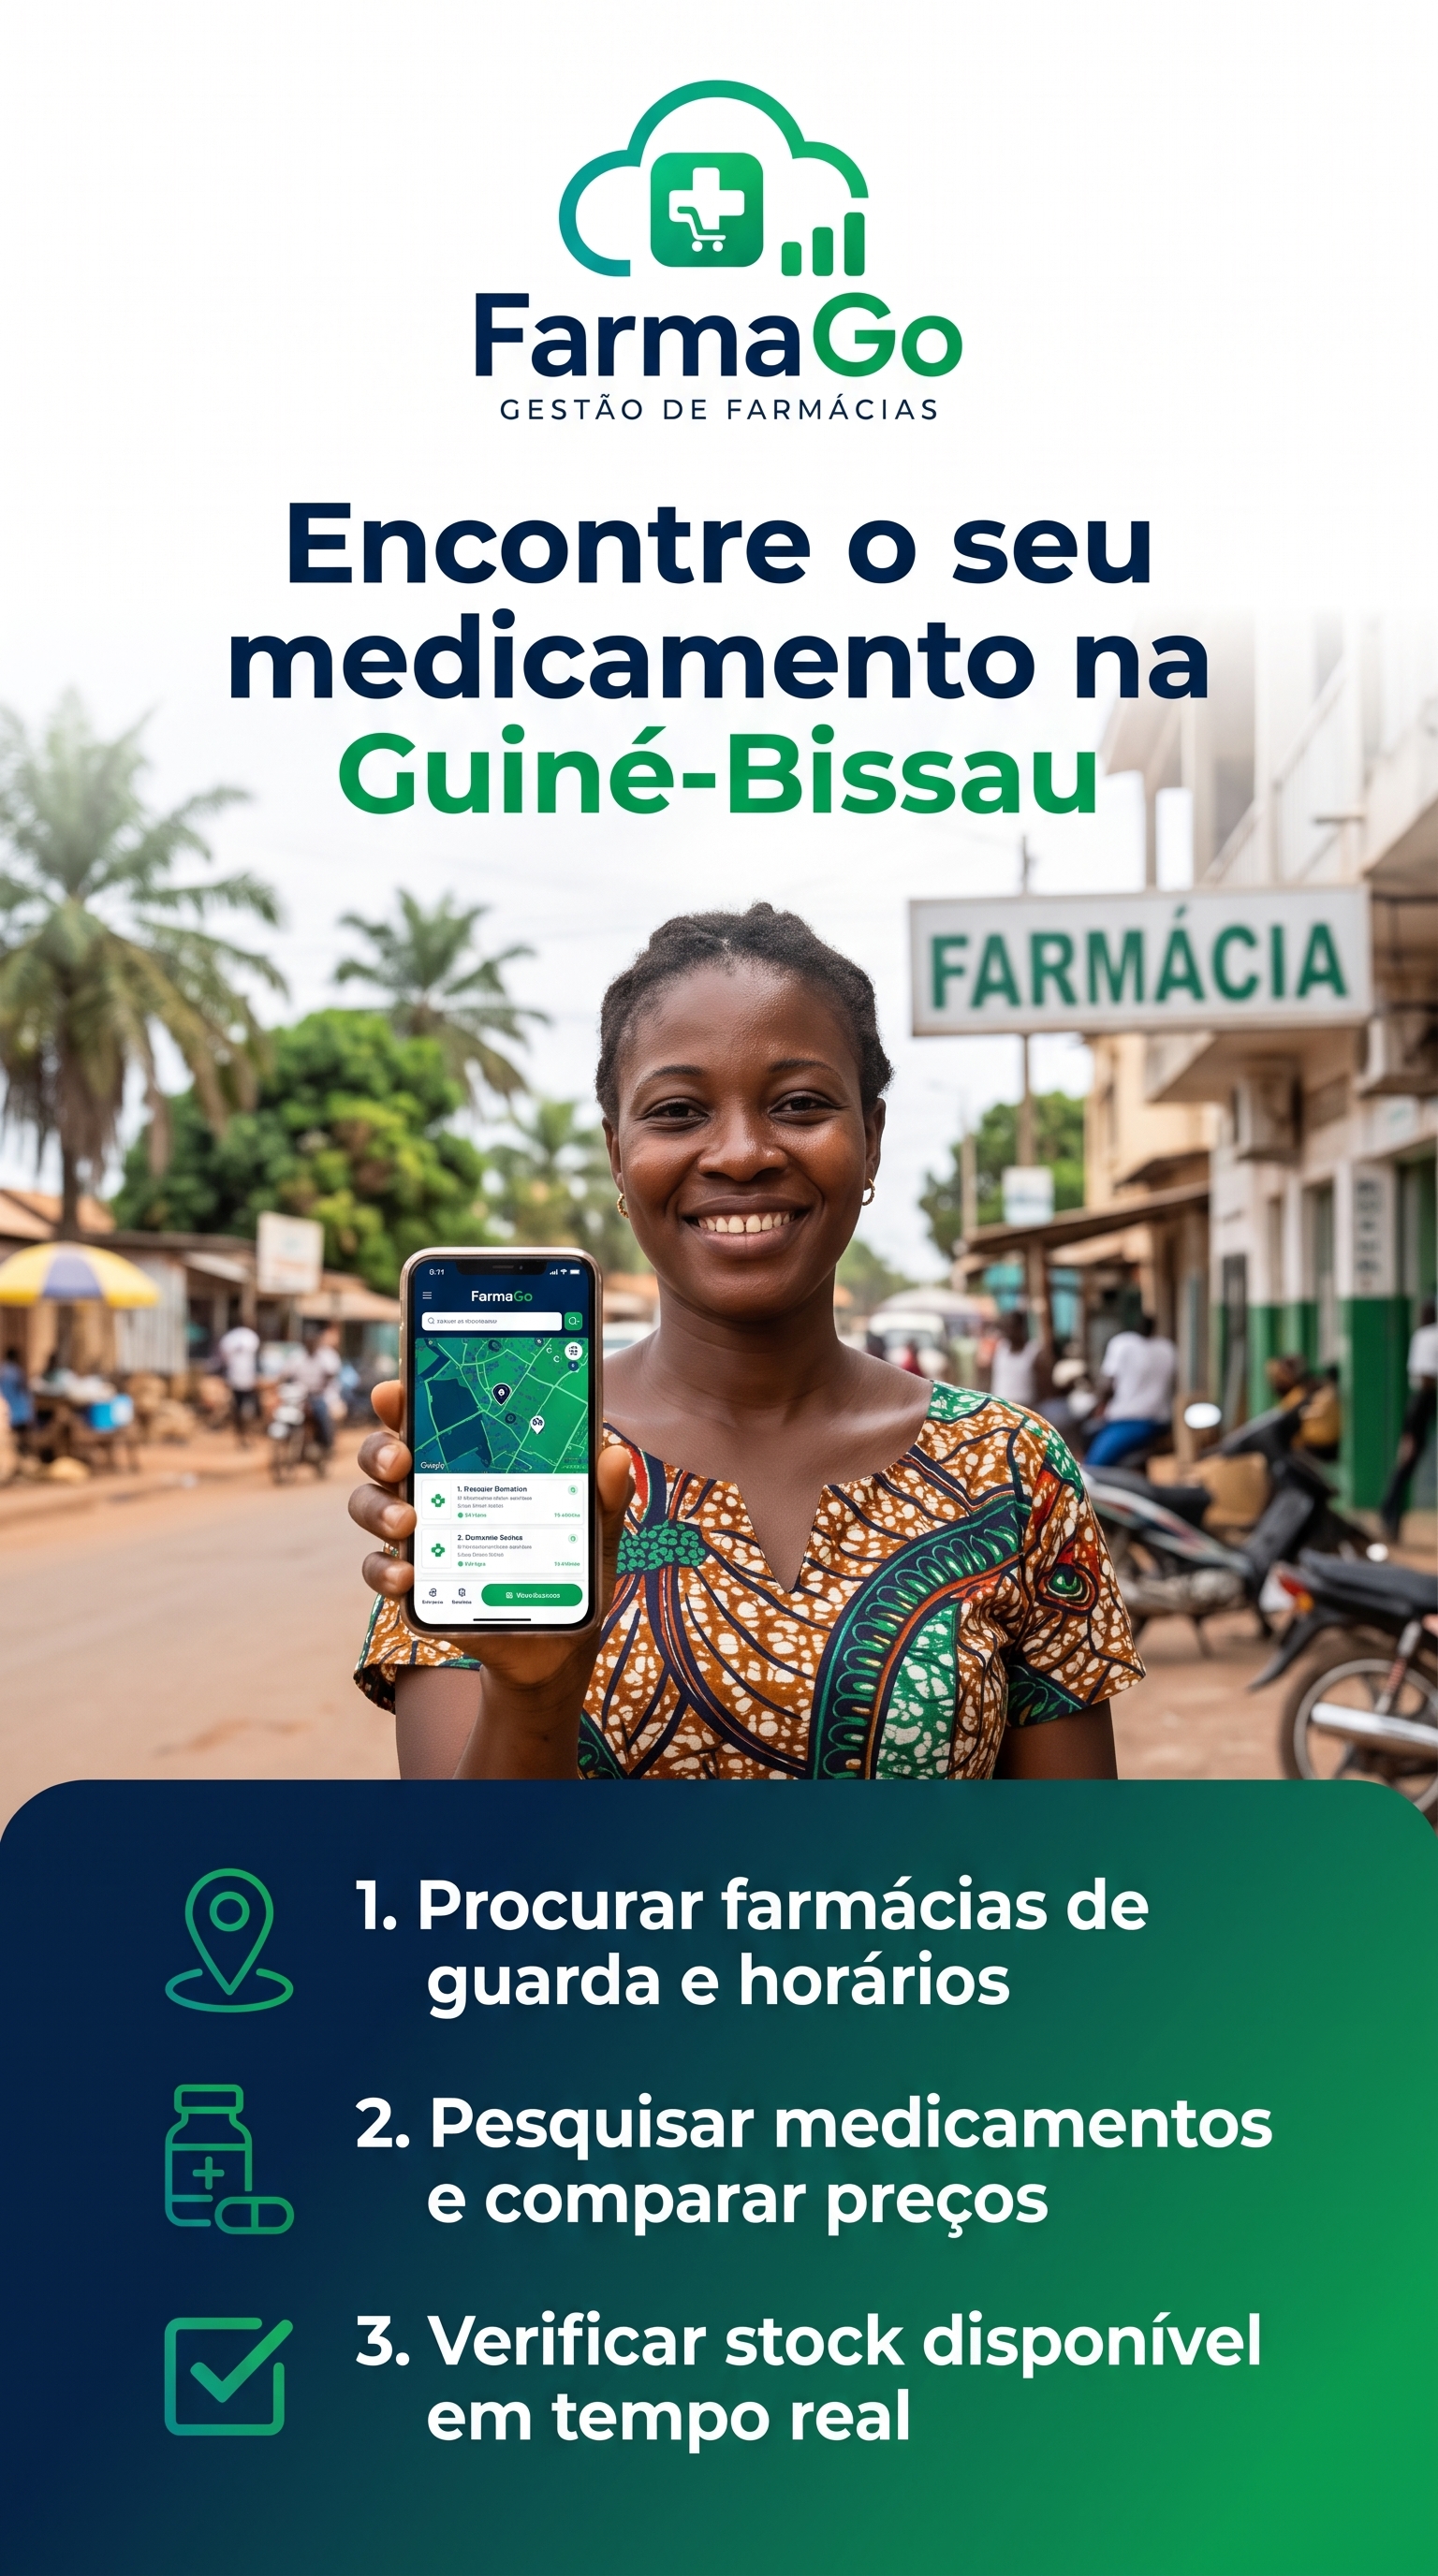 FarmaGo
GESTÃO DE FARMÁCIAS
Encontre o seu
medicamento na
Guiné-Bissau
FARMÁCIA
FarmaGo
1. Procurar farmácias de
guarda e horários
2. Pesquisar medicamentos
e comparar preços
3. Verificar stock disponível
em tempo real